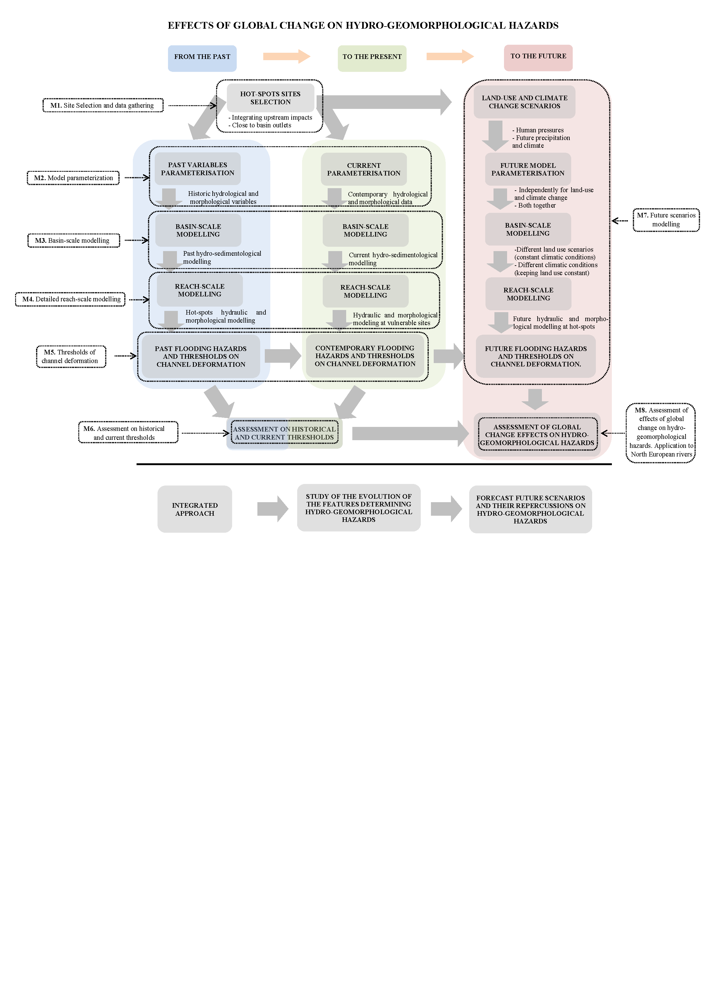 EFFECTS OF GLOBAL CHANGE ON HYDRO-GEOMORPHOLOGICAL HAZARDS
FROM THE PAST
TO THE PRESENT
TO THE FUTURE
M1. Site Selection and data gathering
HOT-SPOTS SITES
SELECTION
- Integrating upstream impacts
- Close to basin outlets
LAND-USE AND CLIMATE
CHANGE SCENARIOS
- Human pressures
- Future precipitation
and climate
M2. Model parameterization
PAST VARIABLES
PARAMETERISATION
Historic hydrological and
morphological variables
CURRENT
PARAMETERISATION
Contemporary hydrological
and morphological data
FUTURE MODEL
PARAMETERISATION
- Independently for land-use
and climate change
- Both together
M7. Future scenarios
modelling
M3. Basin-scale modelling
BASIN-SCALE
MODELLING
Past hydro-sedimentological
modelling
BASIN-SCALE
MODELLING
Current hydro-sedimentological
modelling
BASIN-SCALE
MODELLING
-Different land use scenarios
(constant climatic conditions)
- Different climatic conditions
(keeping land use constant)
M4. Detailed reach-scale modelling
REACH-SCALE
MODELLING
Hot-spots hydraulic and
morphological modelling
REACH-SCALE
MODELLING
Hydraulic and morphological
modeling at vulnerable sites
REACH-SCALE
MODELLING
Future hydraulic and morpho-
logical modelling at hot-spots
M5. Thresholds of
channel deformation
PAST FLOODING HAZARDS
AND THRESHOLDS ON
CHANNEL DEFORMATION
CONTEMPORARY FLOODING
HAZARDS AND THRESHOLDS
ON CHANNEL DEFORMATION
FUTURE FLOODING HAZARDS
AND THRESHOLDS ON
CHANNEL DEFORMATION.
M6. Assessment on historical
and current thresholds
ASSESSMENT ON HISTORICAL
AND CURRENT THRESHOLDS
ASSESSMENT OF GLOBAL
CHANGE EFFECTS ON HYDRO-
GEOMORPHOLOGICAL HAZARDS
M8. Assessment of
effects of global
change on hydro-
geomorphological
hazards. Application to
North European rivers
INTEGRATED
APPROACH
STUDY OF THE EVOLUTION OF
THE FEATURES DETERMINING
HYDRO-GEOMORPHOLOGICAL
HAZARDS
FORECAST FUTURE SCENARIOS
AND THEIR REPERCUSSIONS ON
HYDRO-GEOMORPHOLOGICAL
HAZARDS